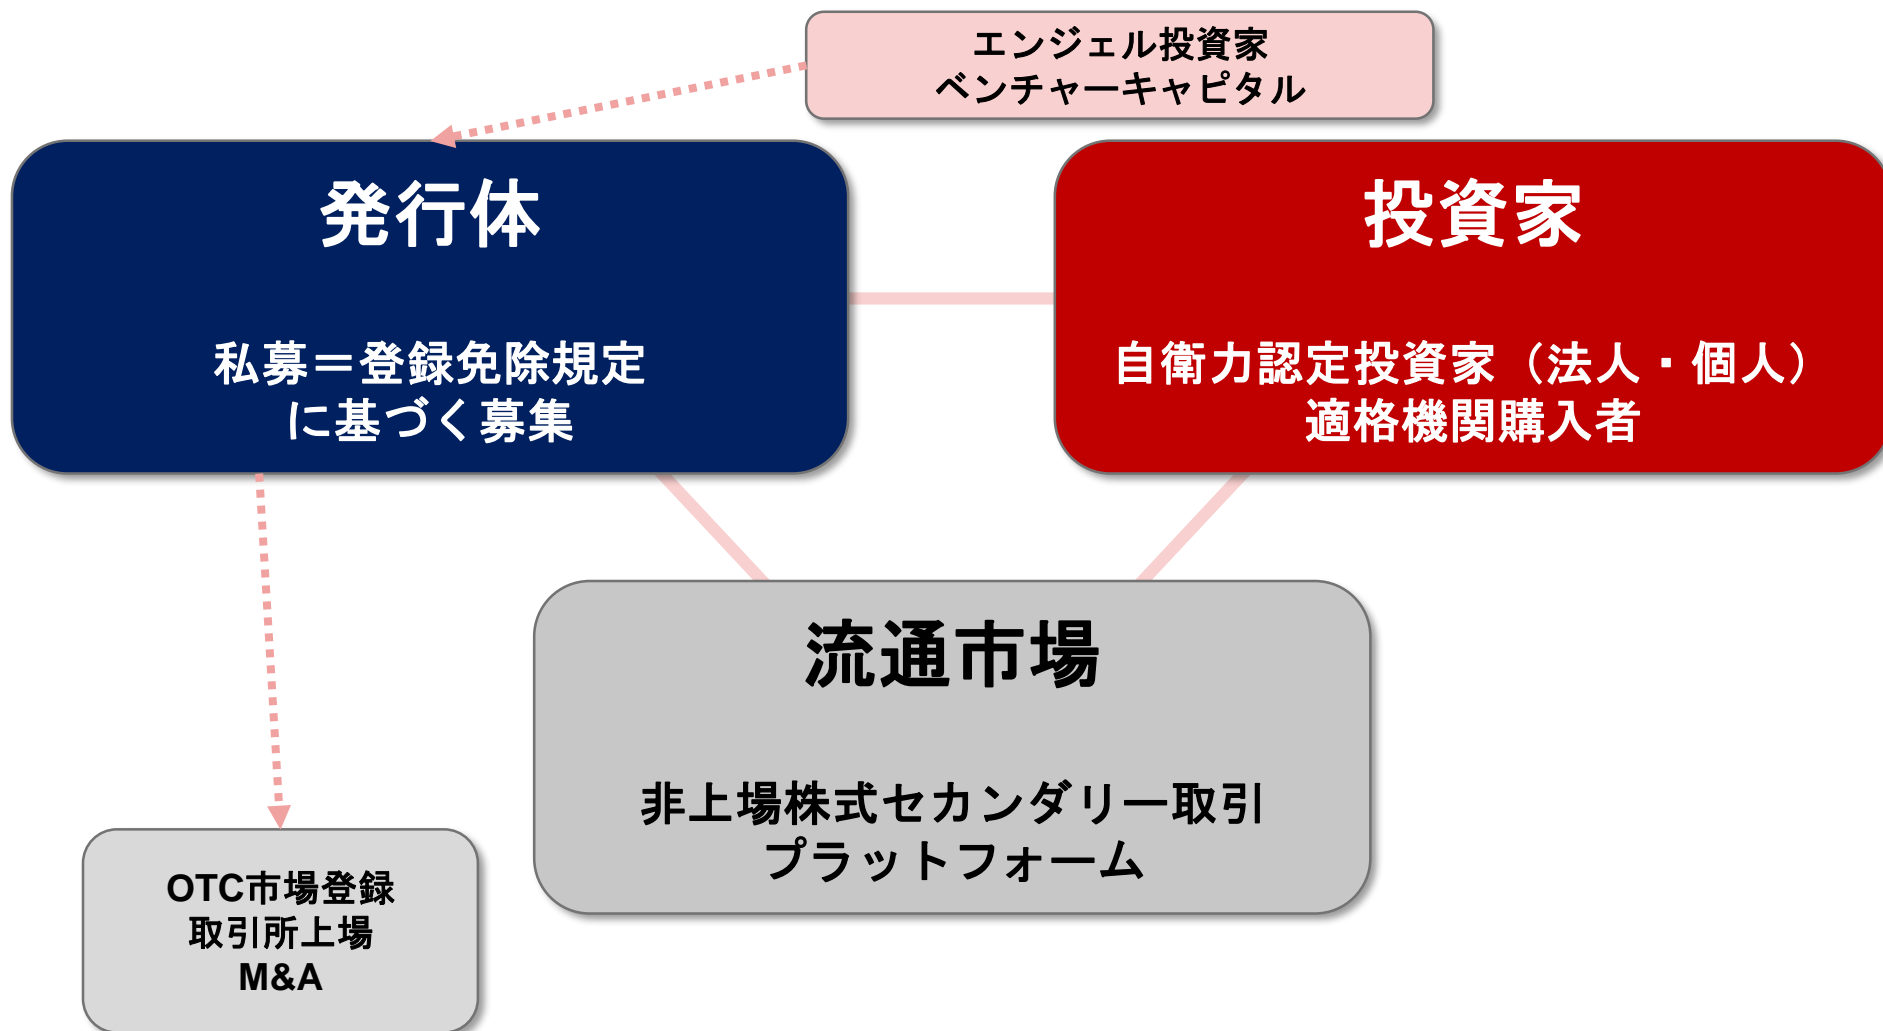 エンジェル投資家
ベンチャーキャピタル
発行体
私募＝登録免除規定
に基づく募集
投資家
自衛力認定投資家（法人・個人）
適格機関購入者
流通市場
非上場株式セカンダリー取引
プラットフォーム
OTC市場登録
取引所上場
M&A